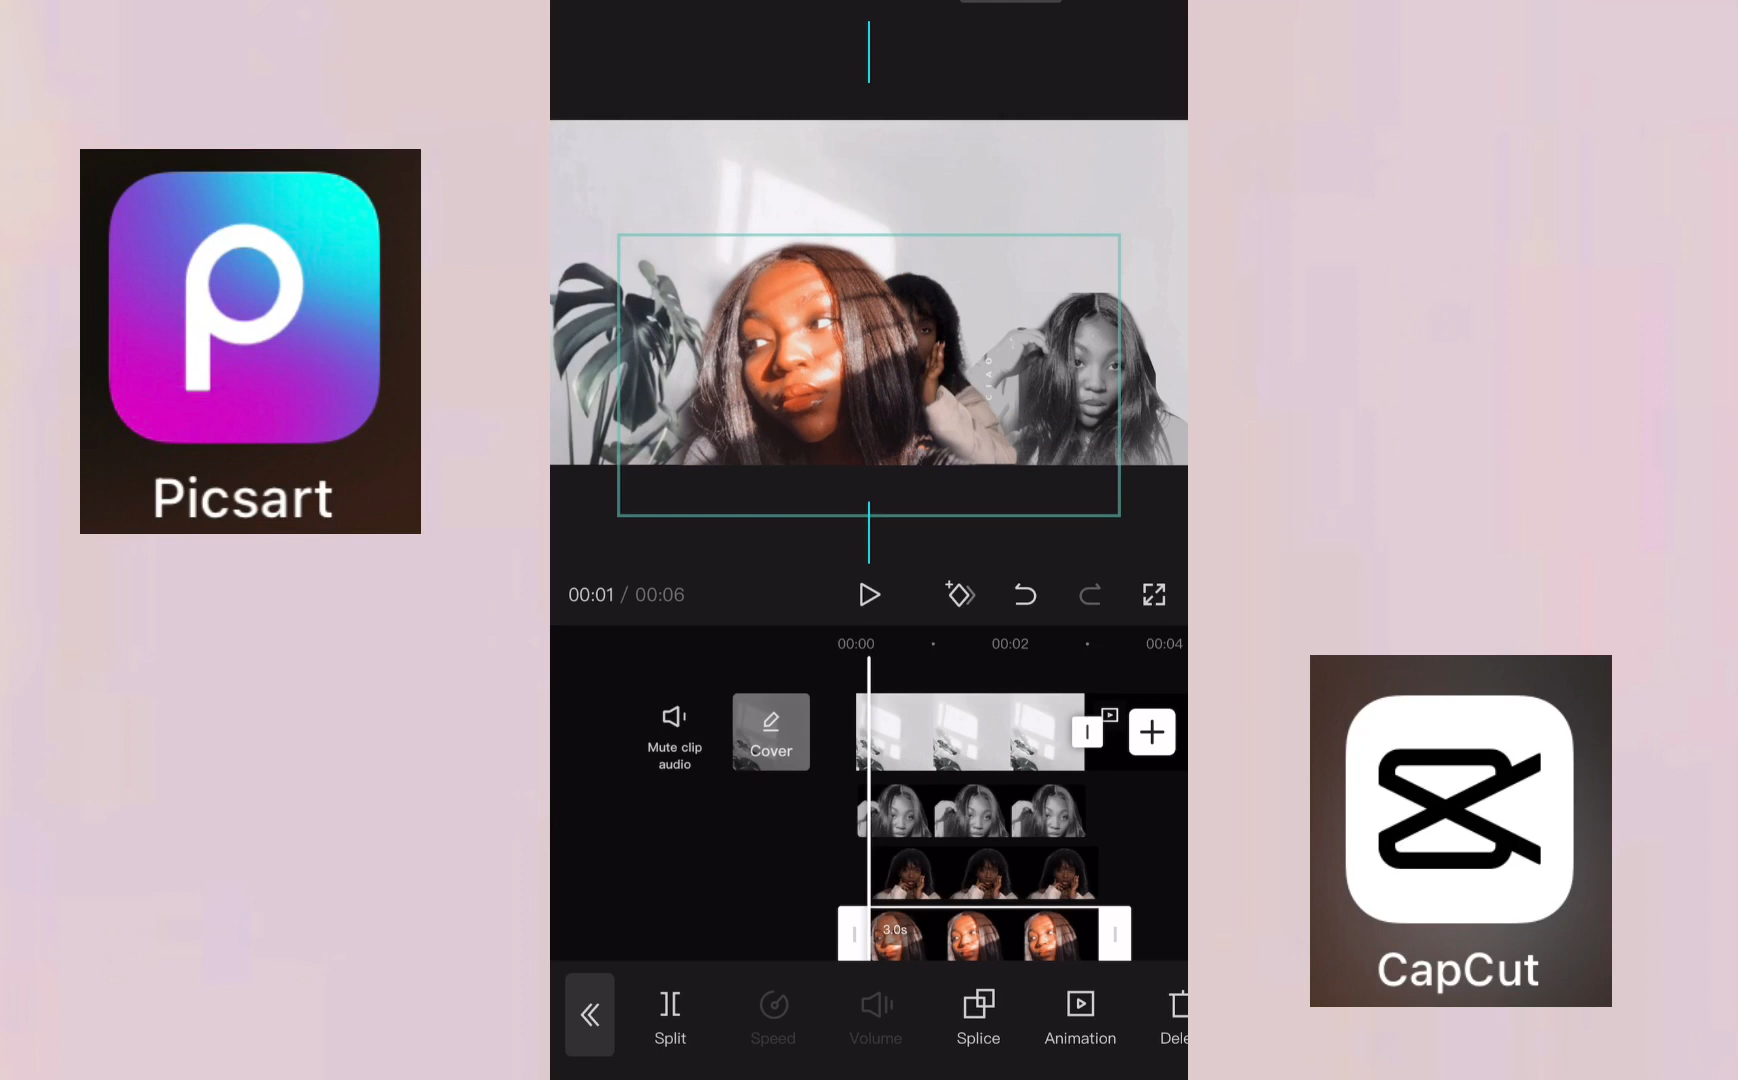 Picsart
CIAO
00:01 / 00:06
00:00
00:02
00:04
Mute clip
audio
Cover
3.0s
Split
Speed
Volume
Splice
Animation
Dele
CapCut